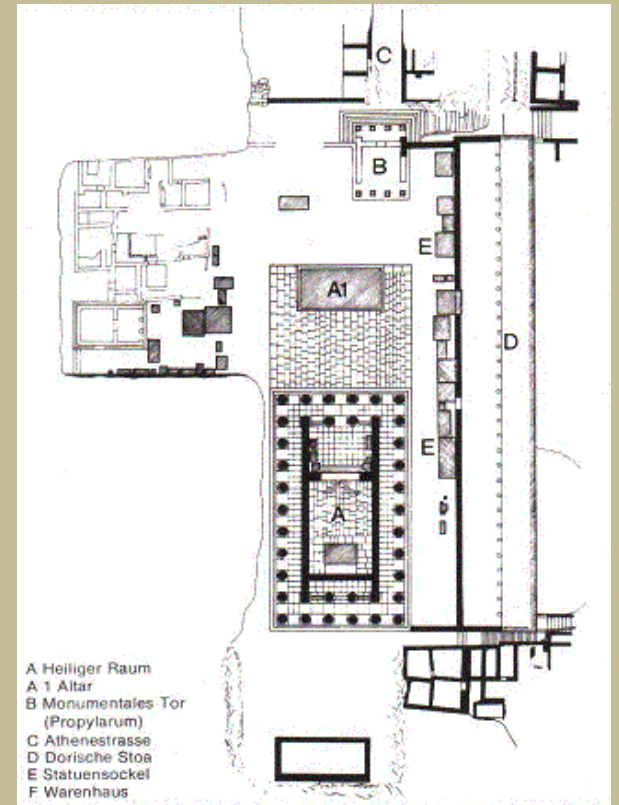 C
B
E
A1
D
E
A
A Heiliger Raum
A 1 Altar
B Monumentales Tor
(Propylarum)
C Athenestrasse
D Dorische Stoa
E Statuensockel
F Warenhaus